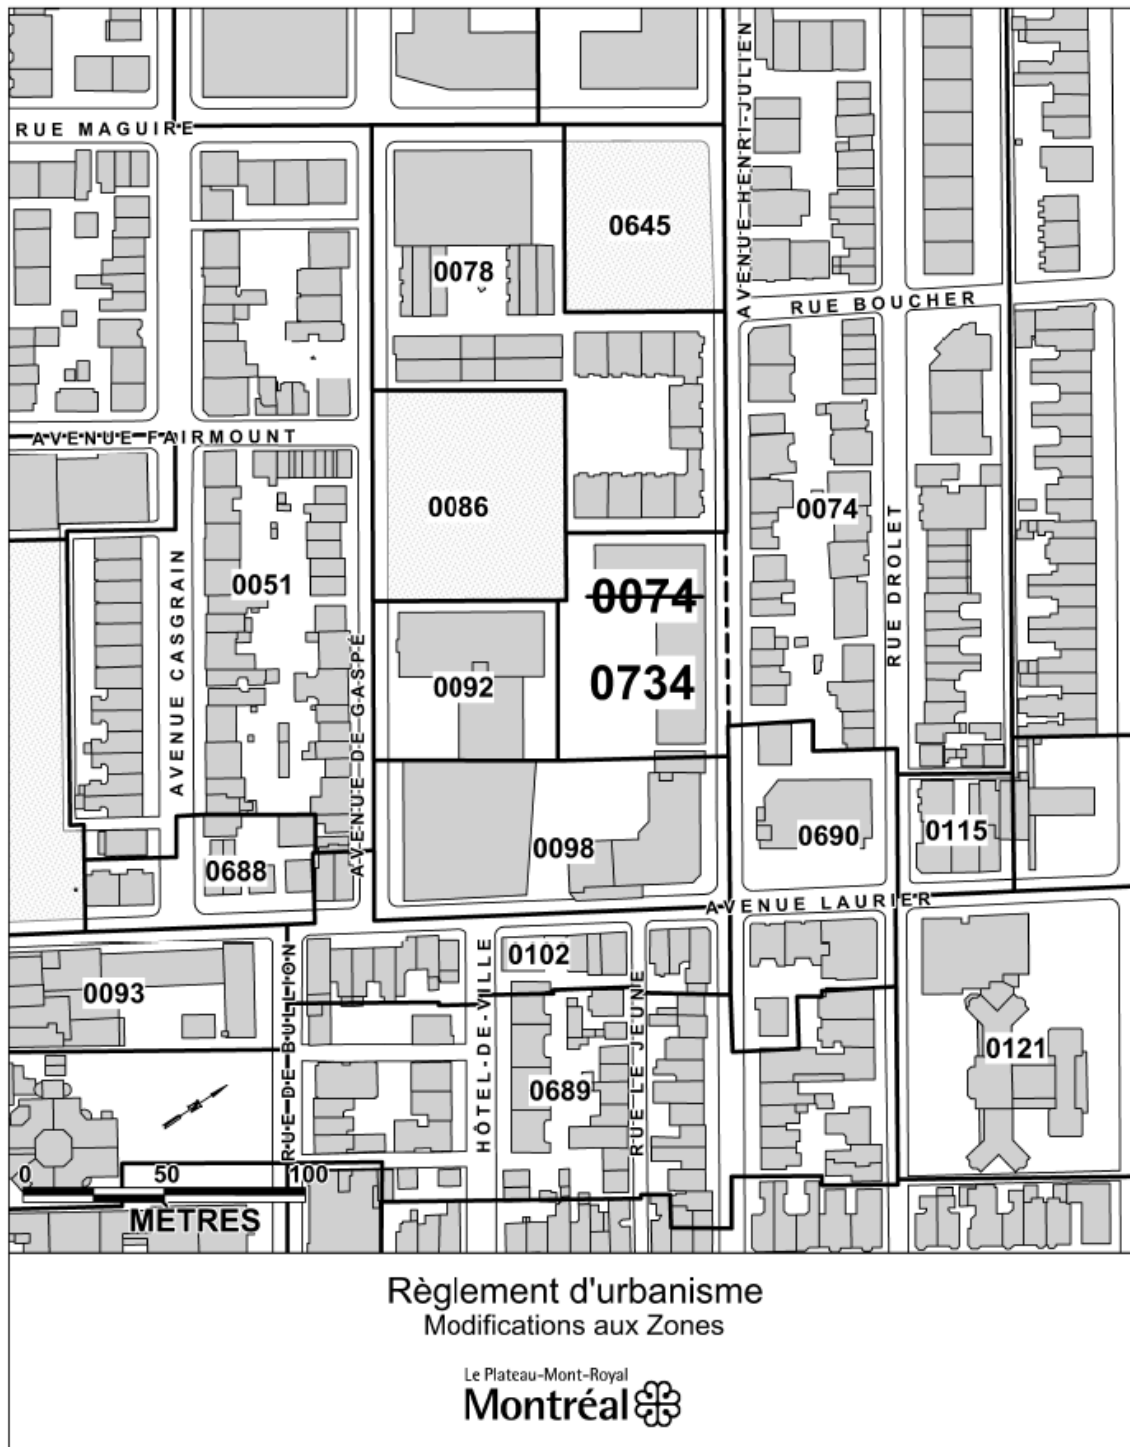 RUE MAGUIRE
AVENUE HENRI-JULIEN
0645
0078
RUE BOUCHER
AVENUE FAIRMOUNT
0086
0074
RUE DROLET
AVENUE CASGRAIN
0051
AVENUE DE GASPÉ
0074
0734
0092
0098
0690
0115
0688
AVENUE LAURIER
0102
0093
RUE DE BULLION
HÔTEL-DE-VILLE
RUE LE JEUNE
0121
0689
N
0 50 100
METRES
Règlement d'urbanisme
Modifications aux Zones
Le Plateau-Mont-Royal
Montréal